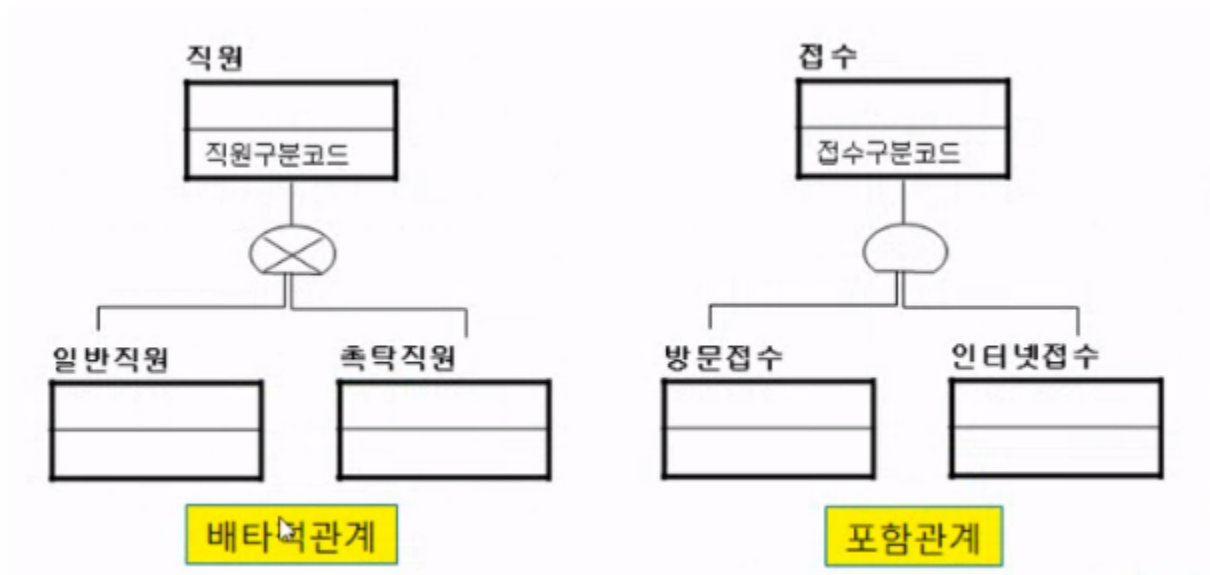 직원
직원구분코드
일반직원
촉탁직원
배타적관계
접수
접수구분코드
방문접수
인터넷접수
포함관계